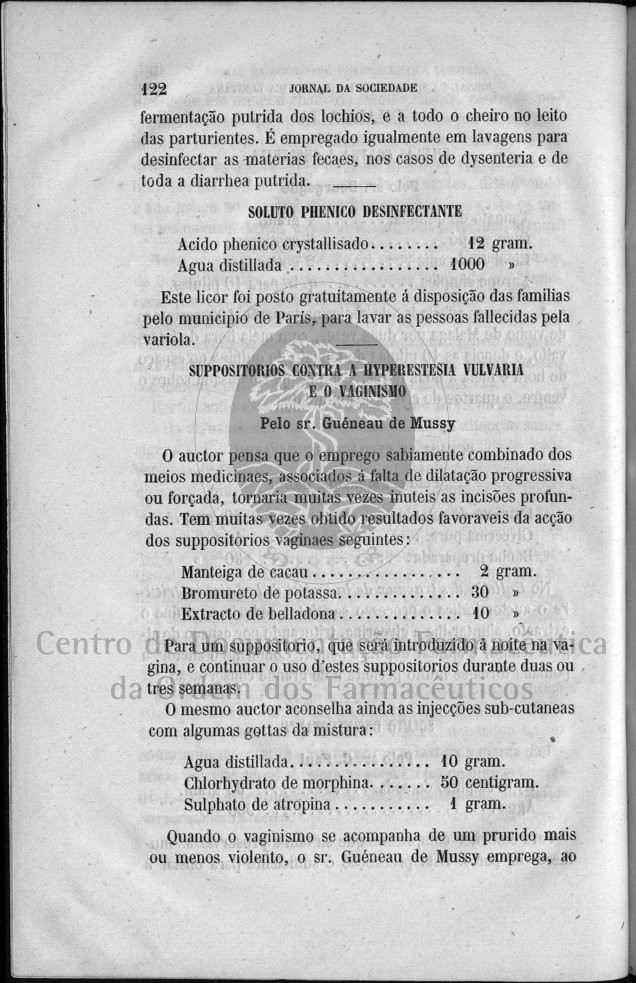 122 JORNAL DA SOCIEDADE
fermentação putrida dos lochios, e a todo o cheiro no leito
das parturientes. É empregado igualmente em lavagens para
desinfectar as materias fecaes, nos casos de dysenteria e de
toda a diarrhea putrida.
SOLUTO PHENICO DESINFECTANTE
Acido phenico crystallisado........ 12 gram.
Agua distillada .................. 1000 »
Este licor foi posto gratuitamente á disposição das familias
pelo municipio de París, para lavar as pessoas fallecidas pela
variola.
SUPPOSITORIOS CONTRA A HYPERESTESIA VULVARIA
E O VAGINISMO
Pelo sr. Guéneau de Mussy
O auctor pensa que o emprego sabiamente combinado dos
meios medicinaes, associados á falta de dilatação progressiva
ou forçada, tornaria muitas vezes inuteis as incisões profun-
das. Tem muitas vezes obtido resultados favoraveis da acção
dos suppositorios vaginaes seguintes:
Manteiga de cacau.................. 2 gram.
Bromureto de potassa............... 30 »
Extracto de belladona.............. 10 »
Centro de Documentação Farmacêutica
Para um suppositorio, que será introduzido á noite na va-
gina, e continuar o uso d'estes suppositorios durante duas ou
da Ordem dos Farmacêuticos
tres semanas.
O mesmo auctor aconselha ainda as injecções sub-cutaneas
com algumas gottas da mistura:
Agua distillada................ 10 gram.
Chlorhydrato de morphina....... 50 centigram.
Sulphato de atropina ........... 1 gram.
Quando o vaginismo se acompanha de um prurido mais
ou menos violento, o sr. Guéneau de Mussy emprega, ao